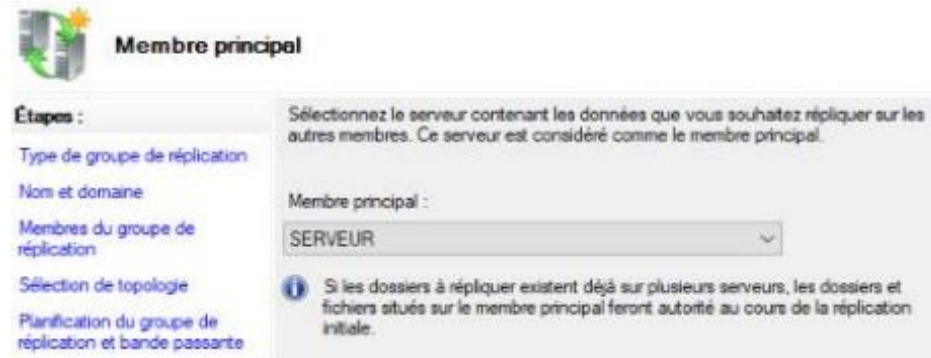 Membre principal
Étapes :
Type de groupe de réplication
Nom et domaine
Membres du groupe de
réplication
Sélection de topologie
Planification du groupe de
réplication et bande passante
Sélectionnez le serveur contenant les données que vous souhaitez répliquer sur les
autres membres. Ce serveur est considéré comme le membre principal.
Membre principal :
SERVEUR
Si les dossiers à répliquer existent déjà sur plusieurs serveurs, les dossiers et
fichiers situés sur le membre principal feront autorité au cours de la réplication
initiale.